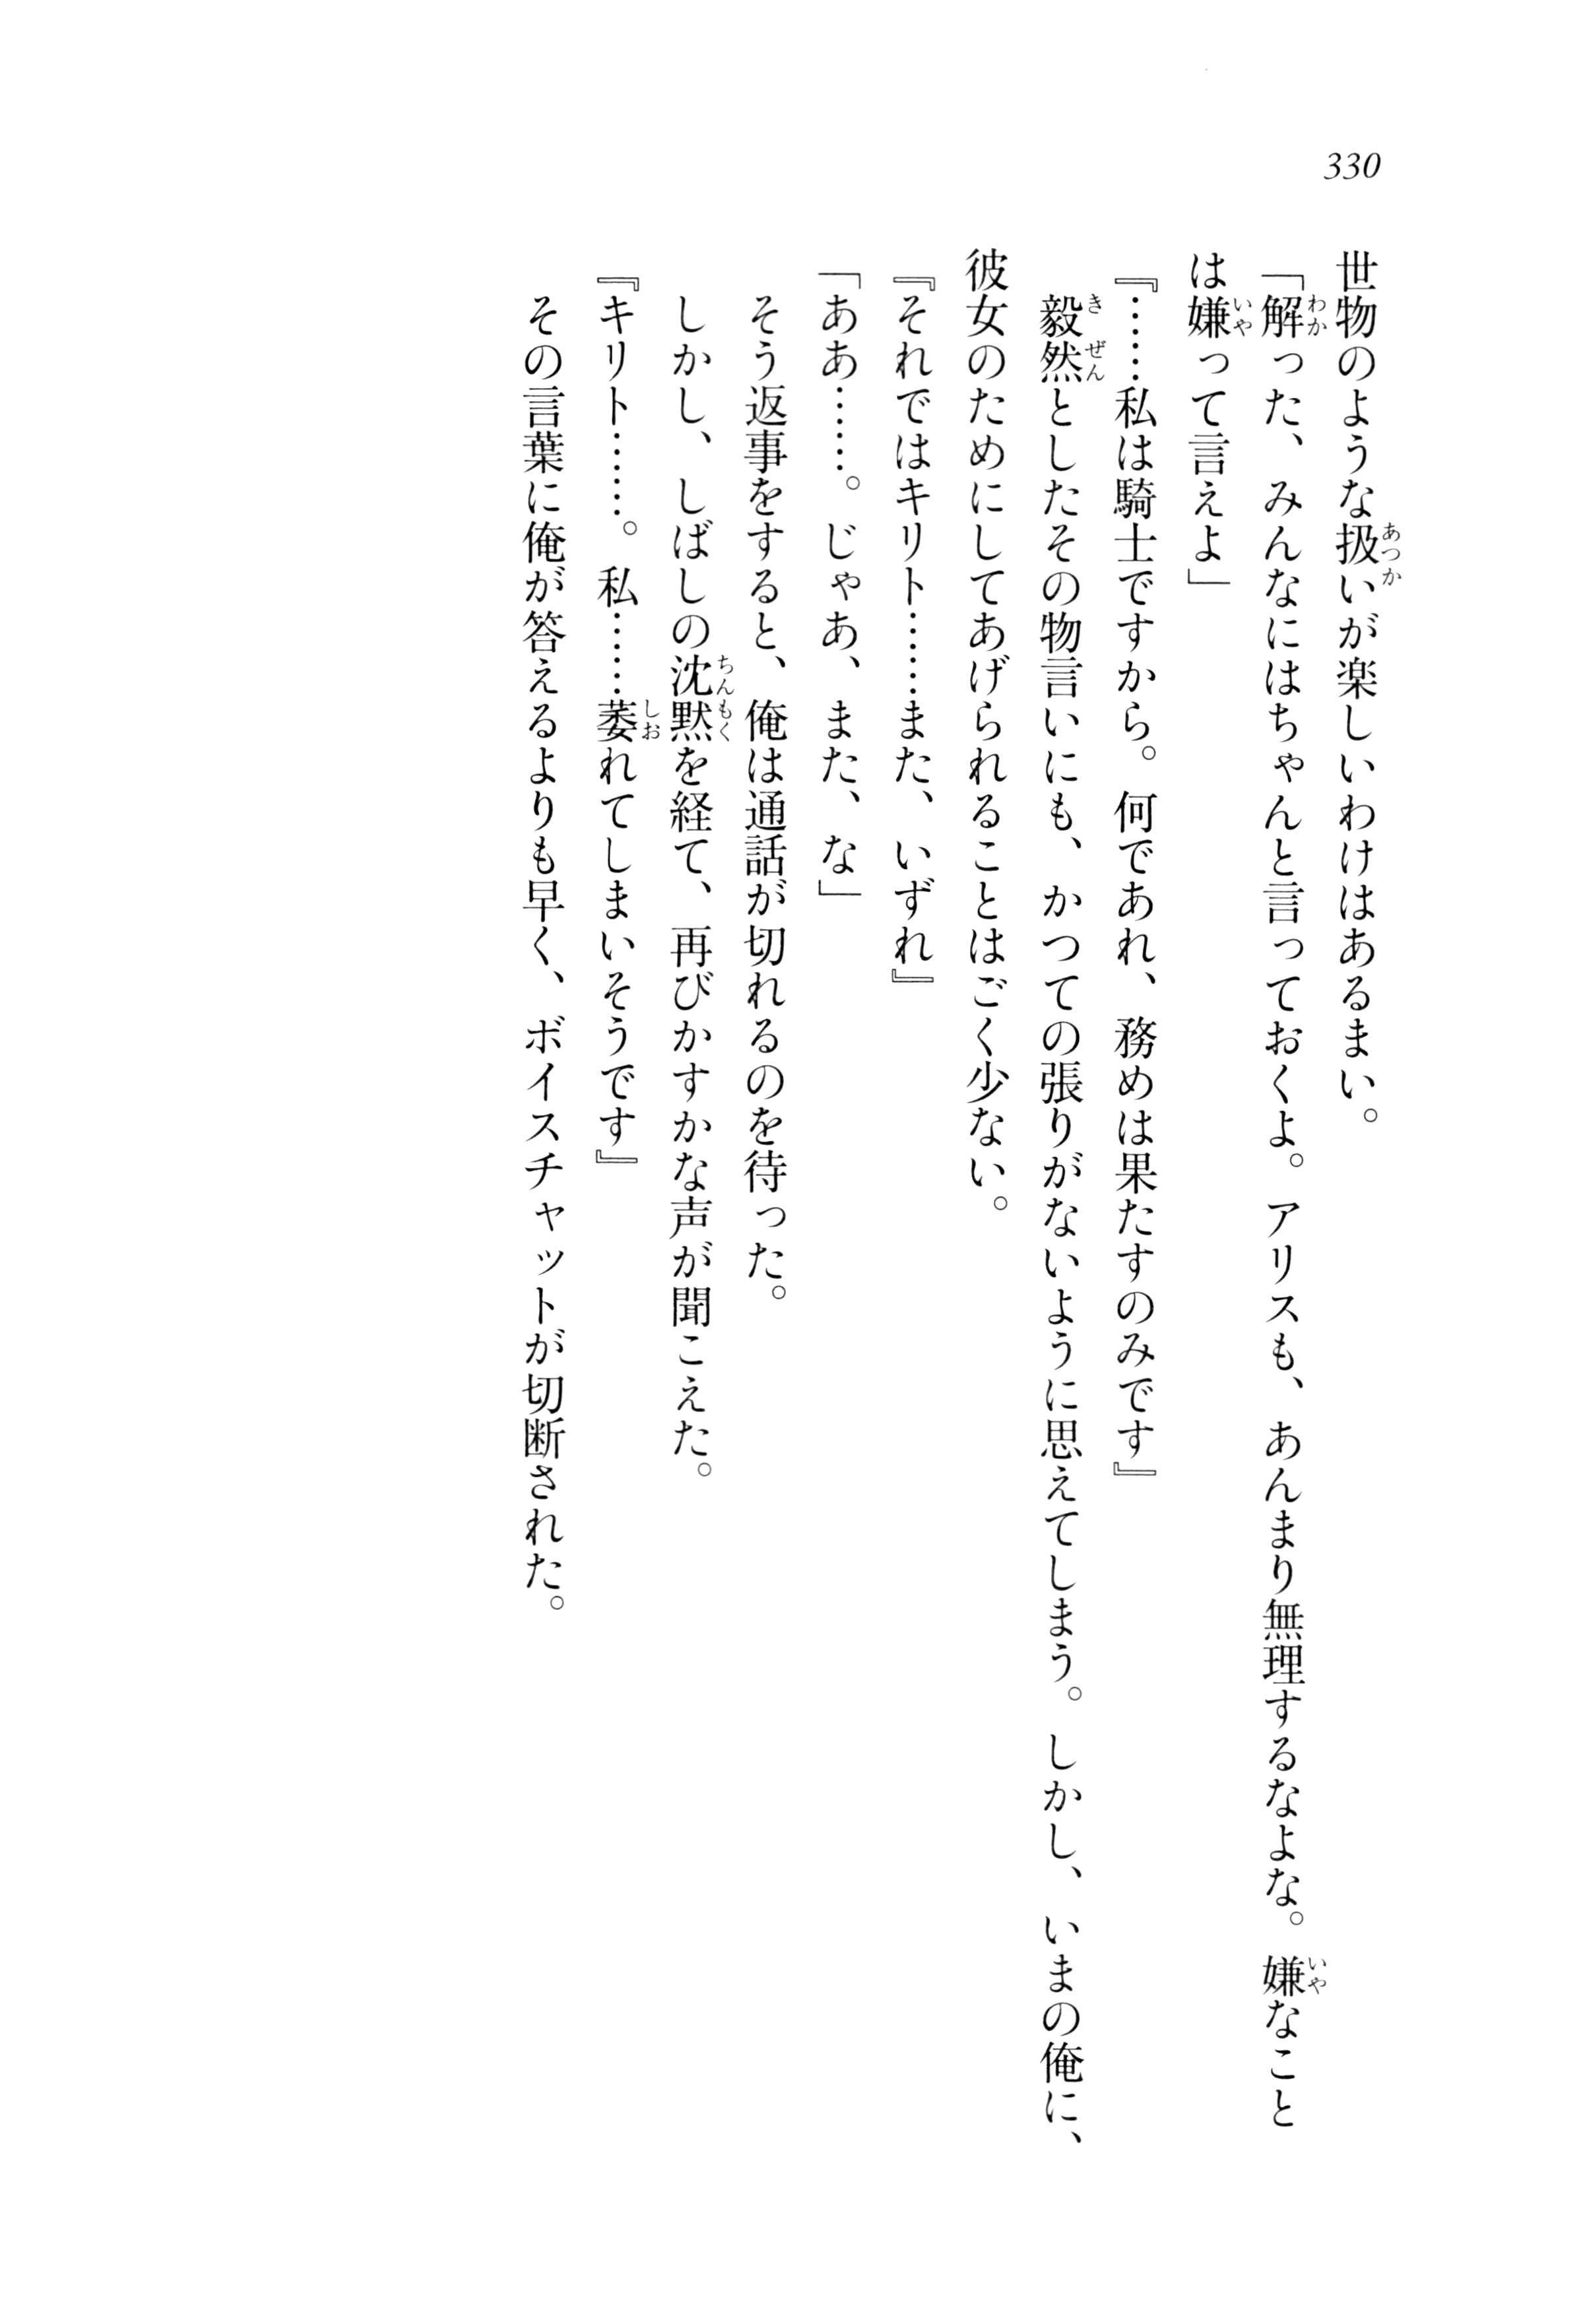 330
世物のような扱いが楽しいわけはあるまい。
「解った、みんなにはちゃんと言っておくよ。アリスも、あんまり無理するなよな。嫌なこと
は嫌って言えよ」
『……私は騎士ですから。何であれ、務めは果たすのみです』
毅然としたその物言いにも、かつての張りがないように思えてしまう。しかし、いまの俺に、
彼女のためにしてあげられることはごく少ない。
『それではキリト……また、いずれ』
「ああ……。じゃあ、また、な」
そう返事をすると、俺は通話が切れるのを待った。
しかし、しばしの沈黙を経て、再びかすかな声が聞こえた。
『キリト……。私……萎れてしまいそうです』
その言葉に俺が答えるよりも早く、ボイスチャットが切断された。